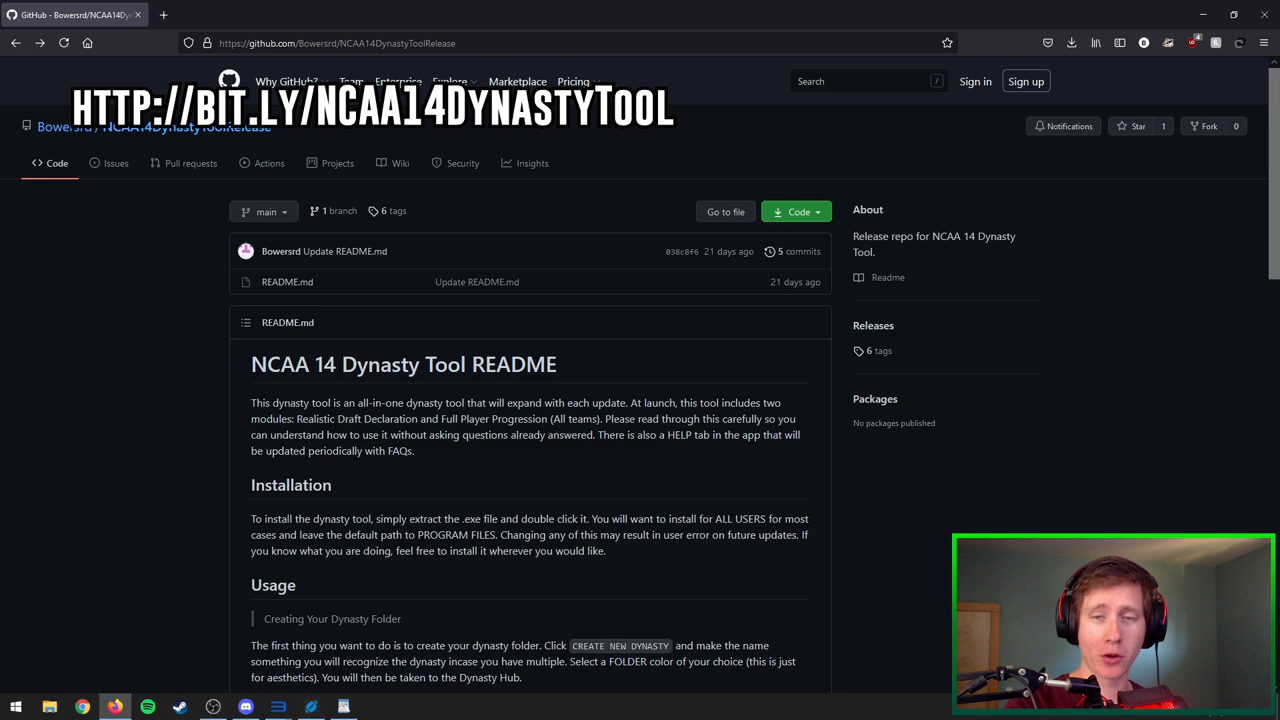 GitHub - Bowersrd/NCAA14Dy
https://github.com/Bowersrd/NCAA14DynastyToolRelease
4
Why GitHub? Team Enterprise Explore Marketplace Pricing
Search /
Sign in
Sign up
HTTP://BIT.LY/NCAA14DYNASTYTOOL
Bowersrd / NCAA14DynastyToolRelease
Notifications
Star 1
Fork 0
Code
Issues
Pull requests
Actions
Projects
Wiki
Security
Insights
main
1 branch
6 tags
Go to file
Code
About
Release repo for NCAA 14 Dynasty
Tool.
Readme
Bowersrd Update README.md
038c8f6 21 days ago
5 commits
README.md
Update README.md
21 days ago
Releases
6 tags
Packages
No packages published
README.md
NCAA 14 Dynasty Tool README
This dynasty tool is an all-in-one dynasty tool that will expand with each update. At launch, this tool includes two
modules: Realistic Draft Declaration and Full Player Progression (All teams). Please read through this carefully so you
can understand how to use it without asking questions already answered. There is also a HELP tab in the app that will
be updated periodically with FAQs.
Installation
To install the dynasty tool, simply extract the .exe file and double click it. You will want to install for ALL USERS for most
cases and leave the default path to PROGRAM FILES. Changing any of this may result in user error on future updates. If
you know what you are doing, feel free to install it wherever you would like.
Usage
Creating Your Dynasty Folder
The first thing you want to do is to create your dynasty folder. Click CREATE NEW DYNASTY and make the name
something you will recognize the dynasty incase you have multiple. Select a FOLDER color of your choice (this is just
for aesthetics). You will then be taken to the Dynasty Hub.